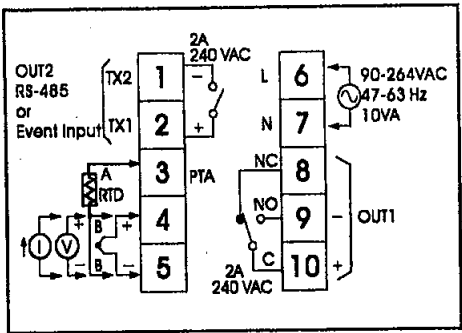 OUT2
RS-485
or
Event Input
TX2
TX1
2A
240 VAC
−
+
1
2
3
4
5
PTA
A
RTD
I
V
+
−
B
B
+
−
L
N
6
7
8
9
10
90-264VAC
47-63 Hz
10VA
NC
NO
C
2A
240 VAC
−
+
OUT1